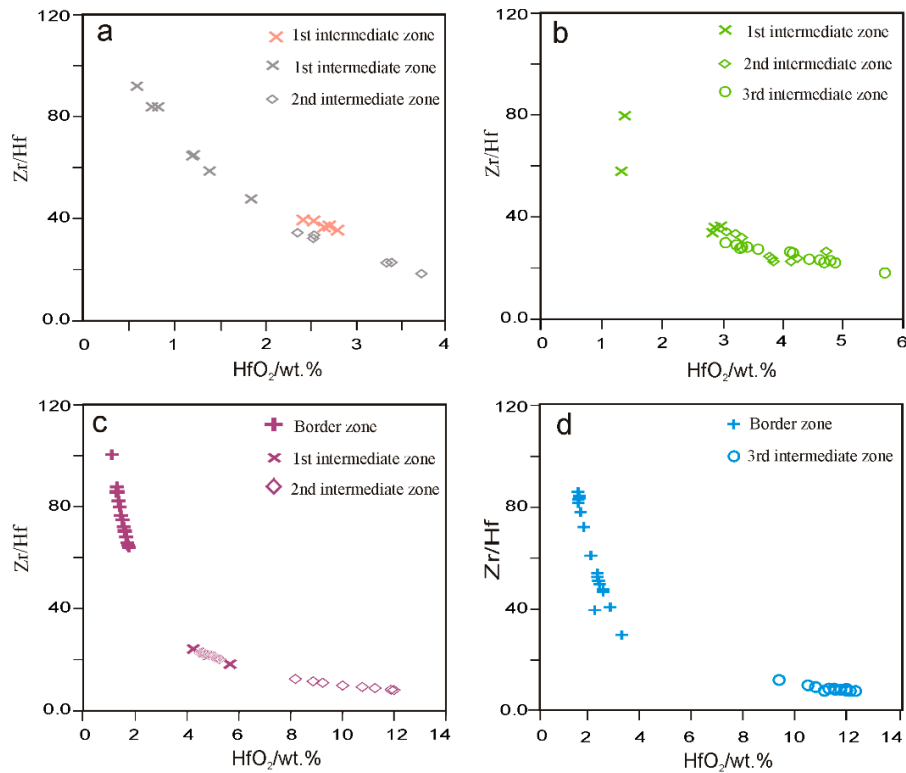 a
120
80
40
0.0
Zr/Hf
1st intermediate zone
1st intermediate zone
2nd intermediate zone
0 1 2 3 4
HfO₂/wt.%
b
120
80
40
0.0
Zr/Hf
1st intermediate zone
2nd intermediate zone
3rd intermediate zone
0 1 2 3 4 5 6
HfO₂/wt.%
c
120
80
40
0.0
Zr/Hf
Border zone
1st intermediate zone
2nd intermediate zone
0 2 4 6 8 10 12 14
HfO₂/wt.%
d
120
80
40
0.0
Zr/Hf
Border zone
3rd intermediate zone
0 2 4 6 8 10 12 14
HfO₂/wt.%